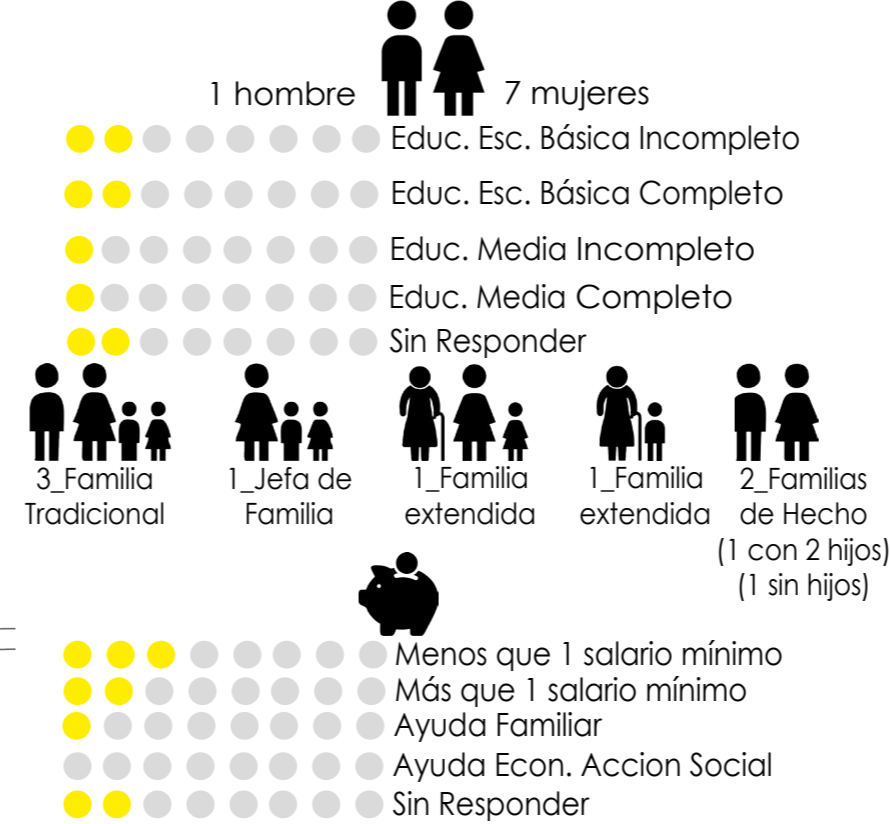 1 hombre
7 mujeres
Educ. Esc. Básica Incompleto
Educ. Esc. Básica Completo
Educ. Media Incompleto
Educ. Media Completo
Sin Responder
3_Familia
Tradicional
1_Jefa de
Familia
1_Familia
extendida
1_Familia
extendida
2_Familias
de Hecho
(1 con 2 hijos)
(1 sin hijos)
Menos que 1 salario mínimo
Más que 1 salario mínimo
Ayuda Familiar
Ayuda Econ. Accion Social
Sin Responder